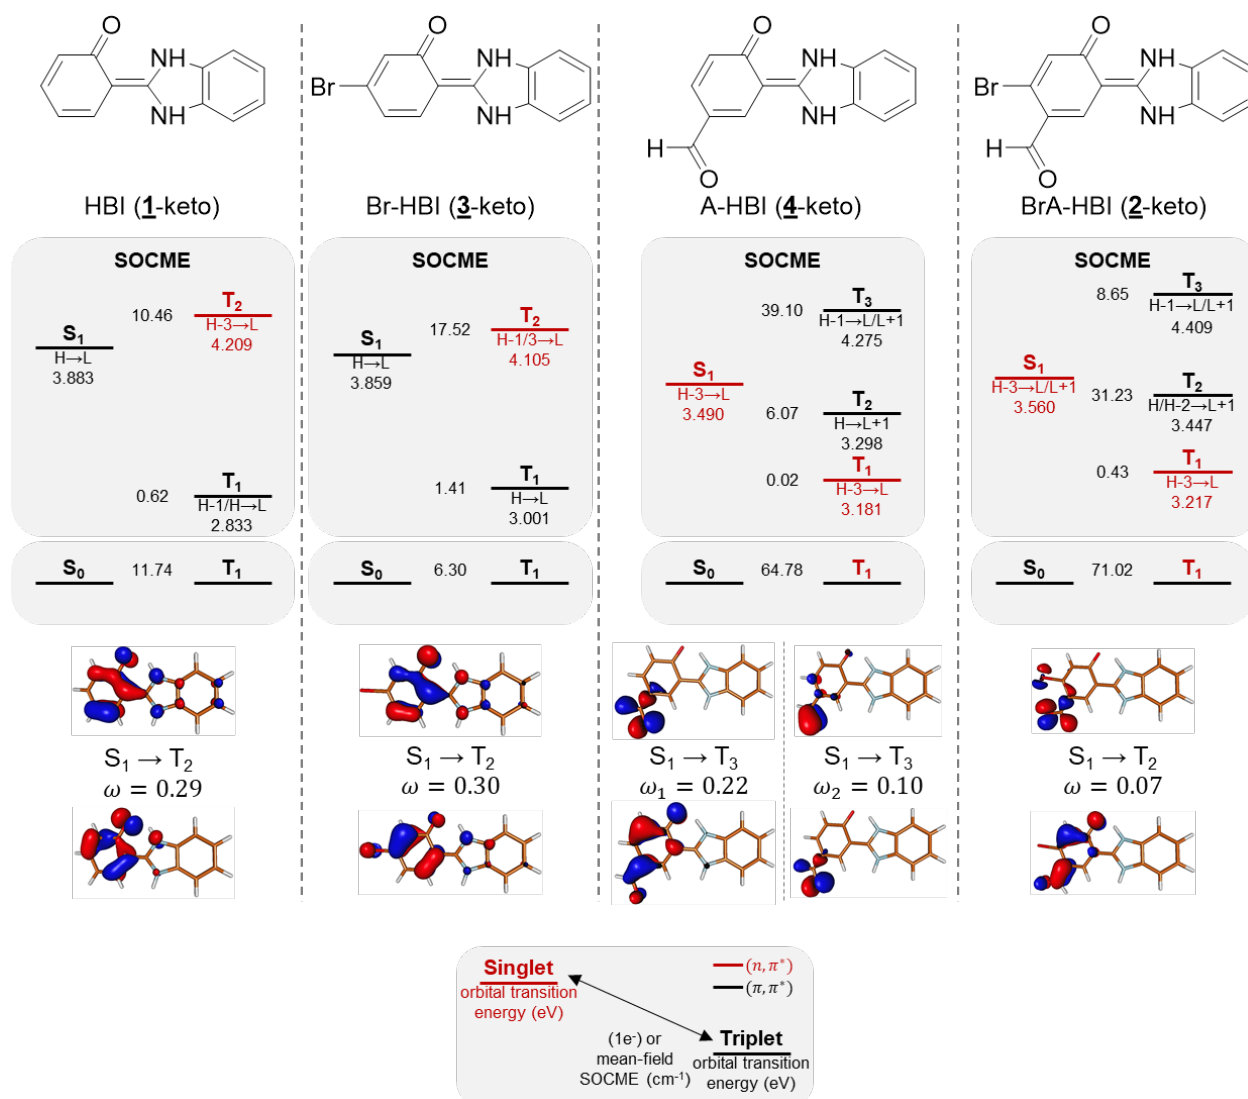 O
NH
NH
HBI (1-keto)
SOCME
S₁
H→L
3.883
10.46
T₂
H-3→L
4.209
0.62
T₁
H-1/H→L
2.833
S₀ 11.74 T₁
S₁ → T₂
ω = 0.29
O
Br
NH
NH
Br-HBI (3-keto)
SOCME
S₁
H→L
3.859
17.52
T₂
H-1/3→L
4.105
1.41
T₁
H→L
3.001
S₀ 6.30 T₁
S₁ → T₂
ω = 0.30
O
NH
NH
H
O
A-HBI (4-keto)
SOCME
39.10
T₃
H-1→L/L+1
4.275
S₁
H-3→L
3.490
6.07
T₂
H→L+1
3.298
0.02
T₁
H-3→L
3.181
S₀ 64.78 T₁
S₁ → T₃
ω₁ = 0.22
S₁ → T₃
ω₂ = 0.10
O
Br
NH
NH
H
O
BrA-HBI (2-keto)
SOCME
8.65
T₃
H-1→L/L+1
4.409
S₁
H-3→L/L+1
3.560
31.23
T₂
H/H-2→L+1
3.447
0.43
T₁
H-3→L
3.217
S₀ 71.02 T₁
S₁ → T₂
ω = 0.07
Singlet
orbital transition
energy (eV)
(n, π*)
(π, π*)
(1e⁻) or
mean-field
SOCME (cm⁻¹)
Triplet
orbital transition
energy (eV)